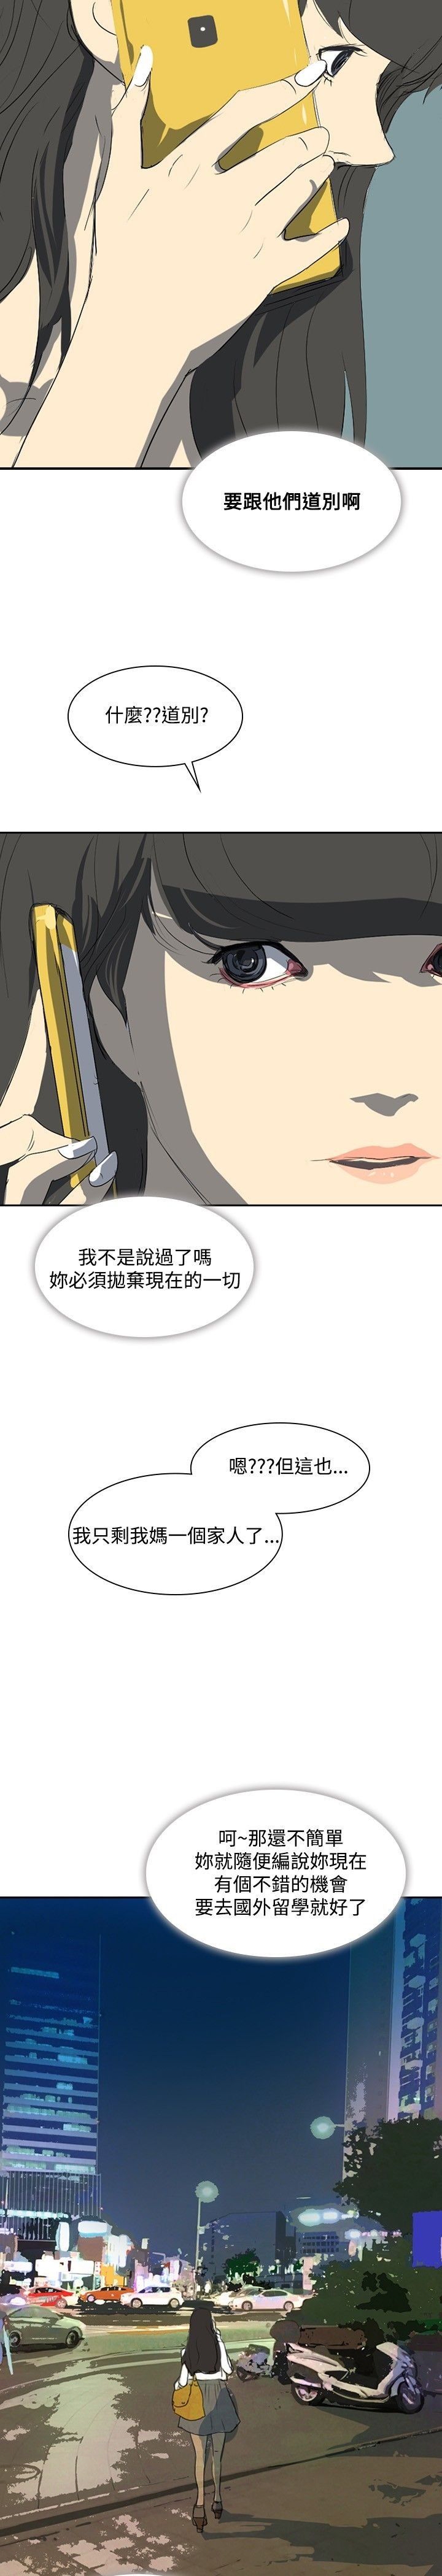 要跟他們道別啊
什麼??道別?
我不是說過了嗎
妳必須拋棄現在的一切
嗯???但這也...
我只剩我媽一個家人了...
呵~那還不簡單
妳就隨便編說妳現在
有個不錯的機會
要去國外留學就好了